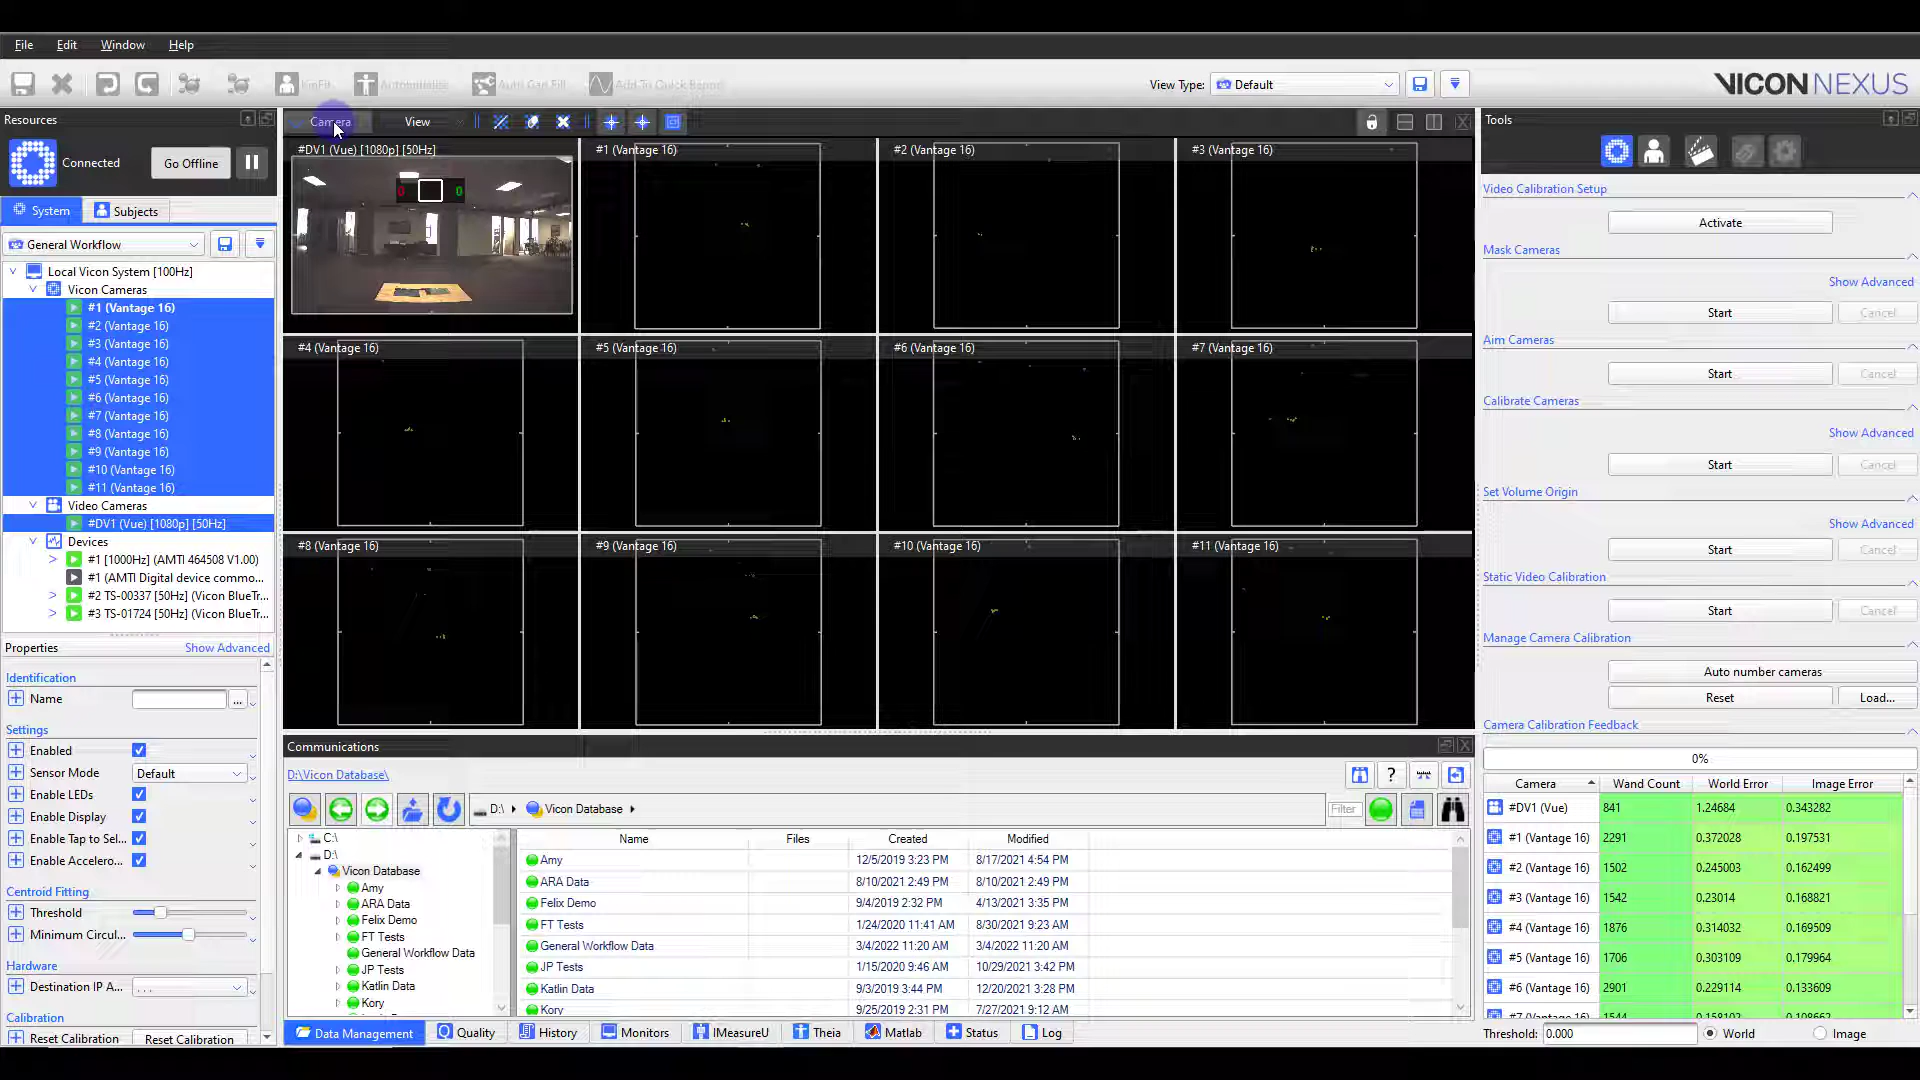 File Edit Window Help
KinFit Autoinitialize Auto Gap Fill Add To Quick Report View Type: Default VICON NEXUS
Resources Camera View Tools
Connected Go Offline
System Subjects
General Workflow
Local Vicon System [100Hz]
Vicon Cameras
#1 (Vantage 16)
#2 (Vantage 16)
#3 (Vantage 16)
#4 (Vantage 16)
#5 (Vantage 16)
#6 (Vantage 16)
#7 (Vantage 16)
#8 (Vantage 16)
#9 (Vantage 16)
#10 (Vantage 16)
#11 (Vantage 16)
Video Cameras
#DV1 (Vue) [1080p] [50Hz]
Devices
#1 [1000Hz] (AMTI 464508 V1.00)
#1 (AMTI Digital device commo...
#2 TS-00337 [50Hz] (Vicon BlueTr...
#3 TS-01724 [50Hz] (Vicon BlueTr...
Properties Show Advanced
Identification
Name ...
Settings
Enabled
Sensor Mode Default
Enable LEDs
Enable Display
Enable Tap to Sel...
Enable Accelero...
Centroid Fitting
Threshold
Minimum Circul...
Hardware
Destination IP A... . . .
Calibration
Reset Calibration Reset Calibration
#DV1 (Vue) [1080p] [50Hz] #1 (Vantage 16) #2 (Vantage 16) #3 (Vantage 16)
0 0
#4 (Vantage 16) #5 (Vantage 16) #6 (Vantage 16) #7 (Vantage 16)
#8 (Vantage 16) #9 (Vantage 16) #10 (Vantage 16) #11 (Vantage 16)
Communications
D:\Vicon Database\
?
D:\ Vicon Database Filter
C:\
D:\
Vicon Database
Amy
ARA Data
Felix Demo
FT Tests
General Workflow Data
JP Tests
Katlin Data
Kory
Name Files Created Modified
Amy 12/5/2019 3:23 PM 8/17/2021 4:54 PM
ARA Data 8/10/2021 2:49 PM 8/10/2021 2:49 PM
Felix Demo 9/4/2019 2:32 PM 4/13/2021 3:35 PM
FT Tests 1/24/2020 11:41 AM 8/30/2021 9:23 AM
General Workflow Data 3/4/2022 11:20 AM 3/4/2022 11:20 AM
JP Tests 1/15/2020 9:46 AM 10/29/2021 3:42 PM
Katlin Data 9/3/2019 3:44 PM 12/20/2021 3:28 PM
Kory 9/25/2019 2:31 PM 7/27/2021 9:12 AM
Data Management Quality History Monitors IMeasureU Theia Matlab Status Log
Video Calibration Setup
Activate
Mask Cameras
Show Advanced
Start Cancel
Aim Cameras
Start Cancel
Calibrate Cameras
Show Advanced
Start Cancel
Set Volume Origin
Show Advanced
Start Cancel
Static Video Calibration
Start Cancel
Manage Camera Calibration
Auto number cameras
Reset Load...
Camera Calibration Feedback
0%
Camera Wand Count World Error Image Error
#DV1 (Vue) 841 1.24684 0.343282
#1 (Vantage 16) 2291 0.372028 0.197531
#2 (Vantage 16) 1502 0.245003 0.162499
#3 (Vantage 16) 1542 0.23014 0.168821
#4 (Vantage 16) 1876 0.314032 0.169509
#5 (Vantage 16) 1706 0.303109 0.179964
#6 (Vantage 16) 2901 0.229114 0.133609
#7 (Vantage 16) 1544 0.158102
Threshold: 0.000 World Image